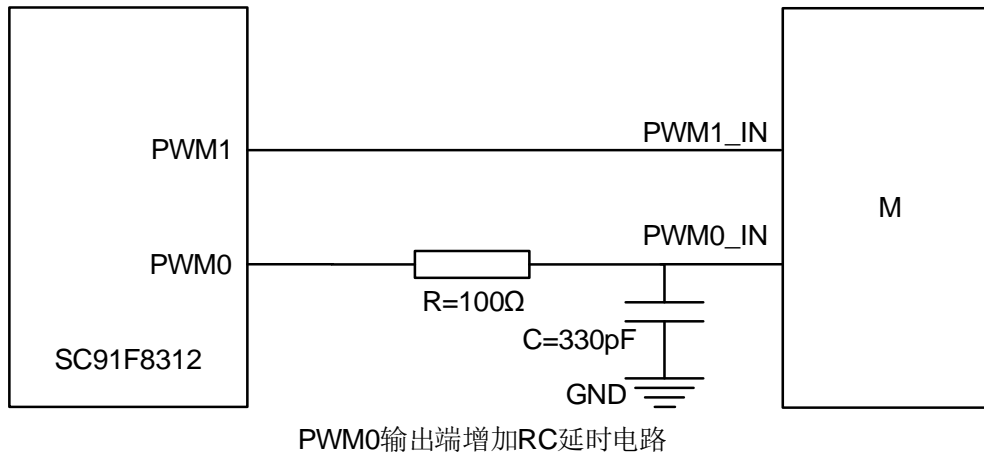 PWM1
PWM1_IN
M
PWM0
PWM0_IN
R=100Ω
C=330pF
SC91F8312
GND
PWM0输出端增加RC延时电路